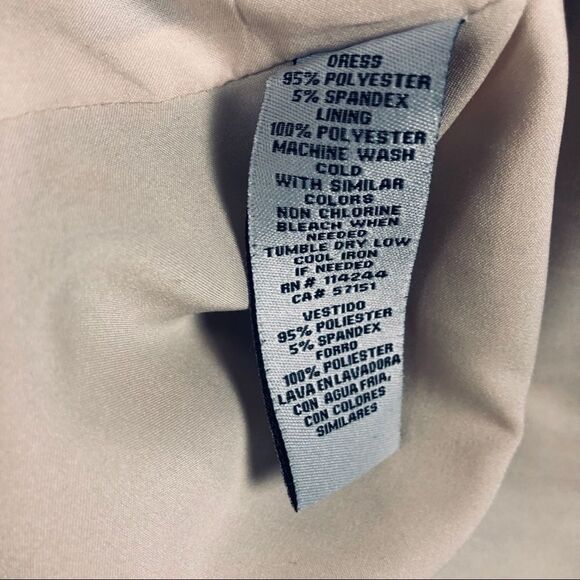 DRESS
95% POLYESTER
5% SPANDEX
LINING
100% POLYESTER
MACHINE WASH
COLD
WITH SIMILAR
COLORS
NON CHLORINE
BLEACH WHEN
NEEDED
TUMBLE DRY LOW
COOL IRON
IF NEEDED
RN# 114244
CA# 57151
VESTIDO
95% POLIESTER
5% SPANDEX
FORRO
100% POLIESTER
LAVA EN LAVADORA
CON AGUA FRIA,
CON COLORES
SIMILARES